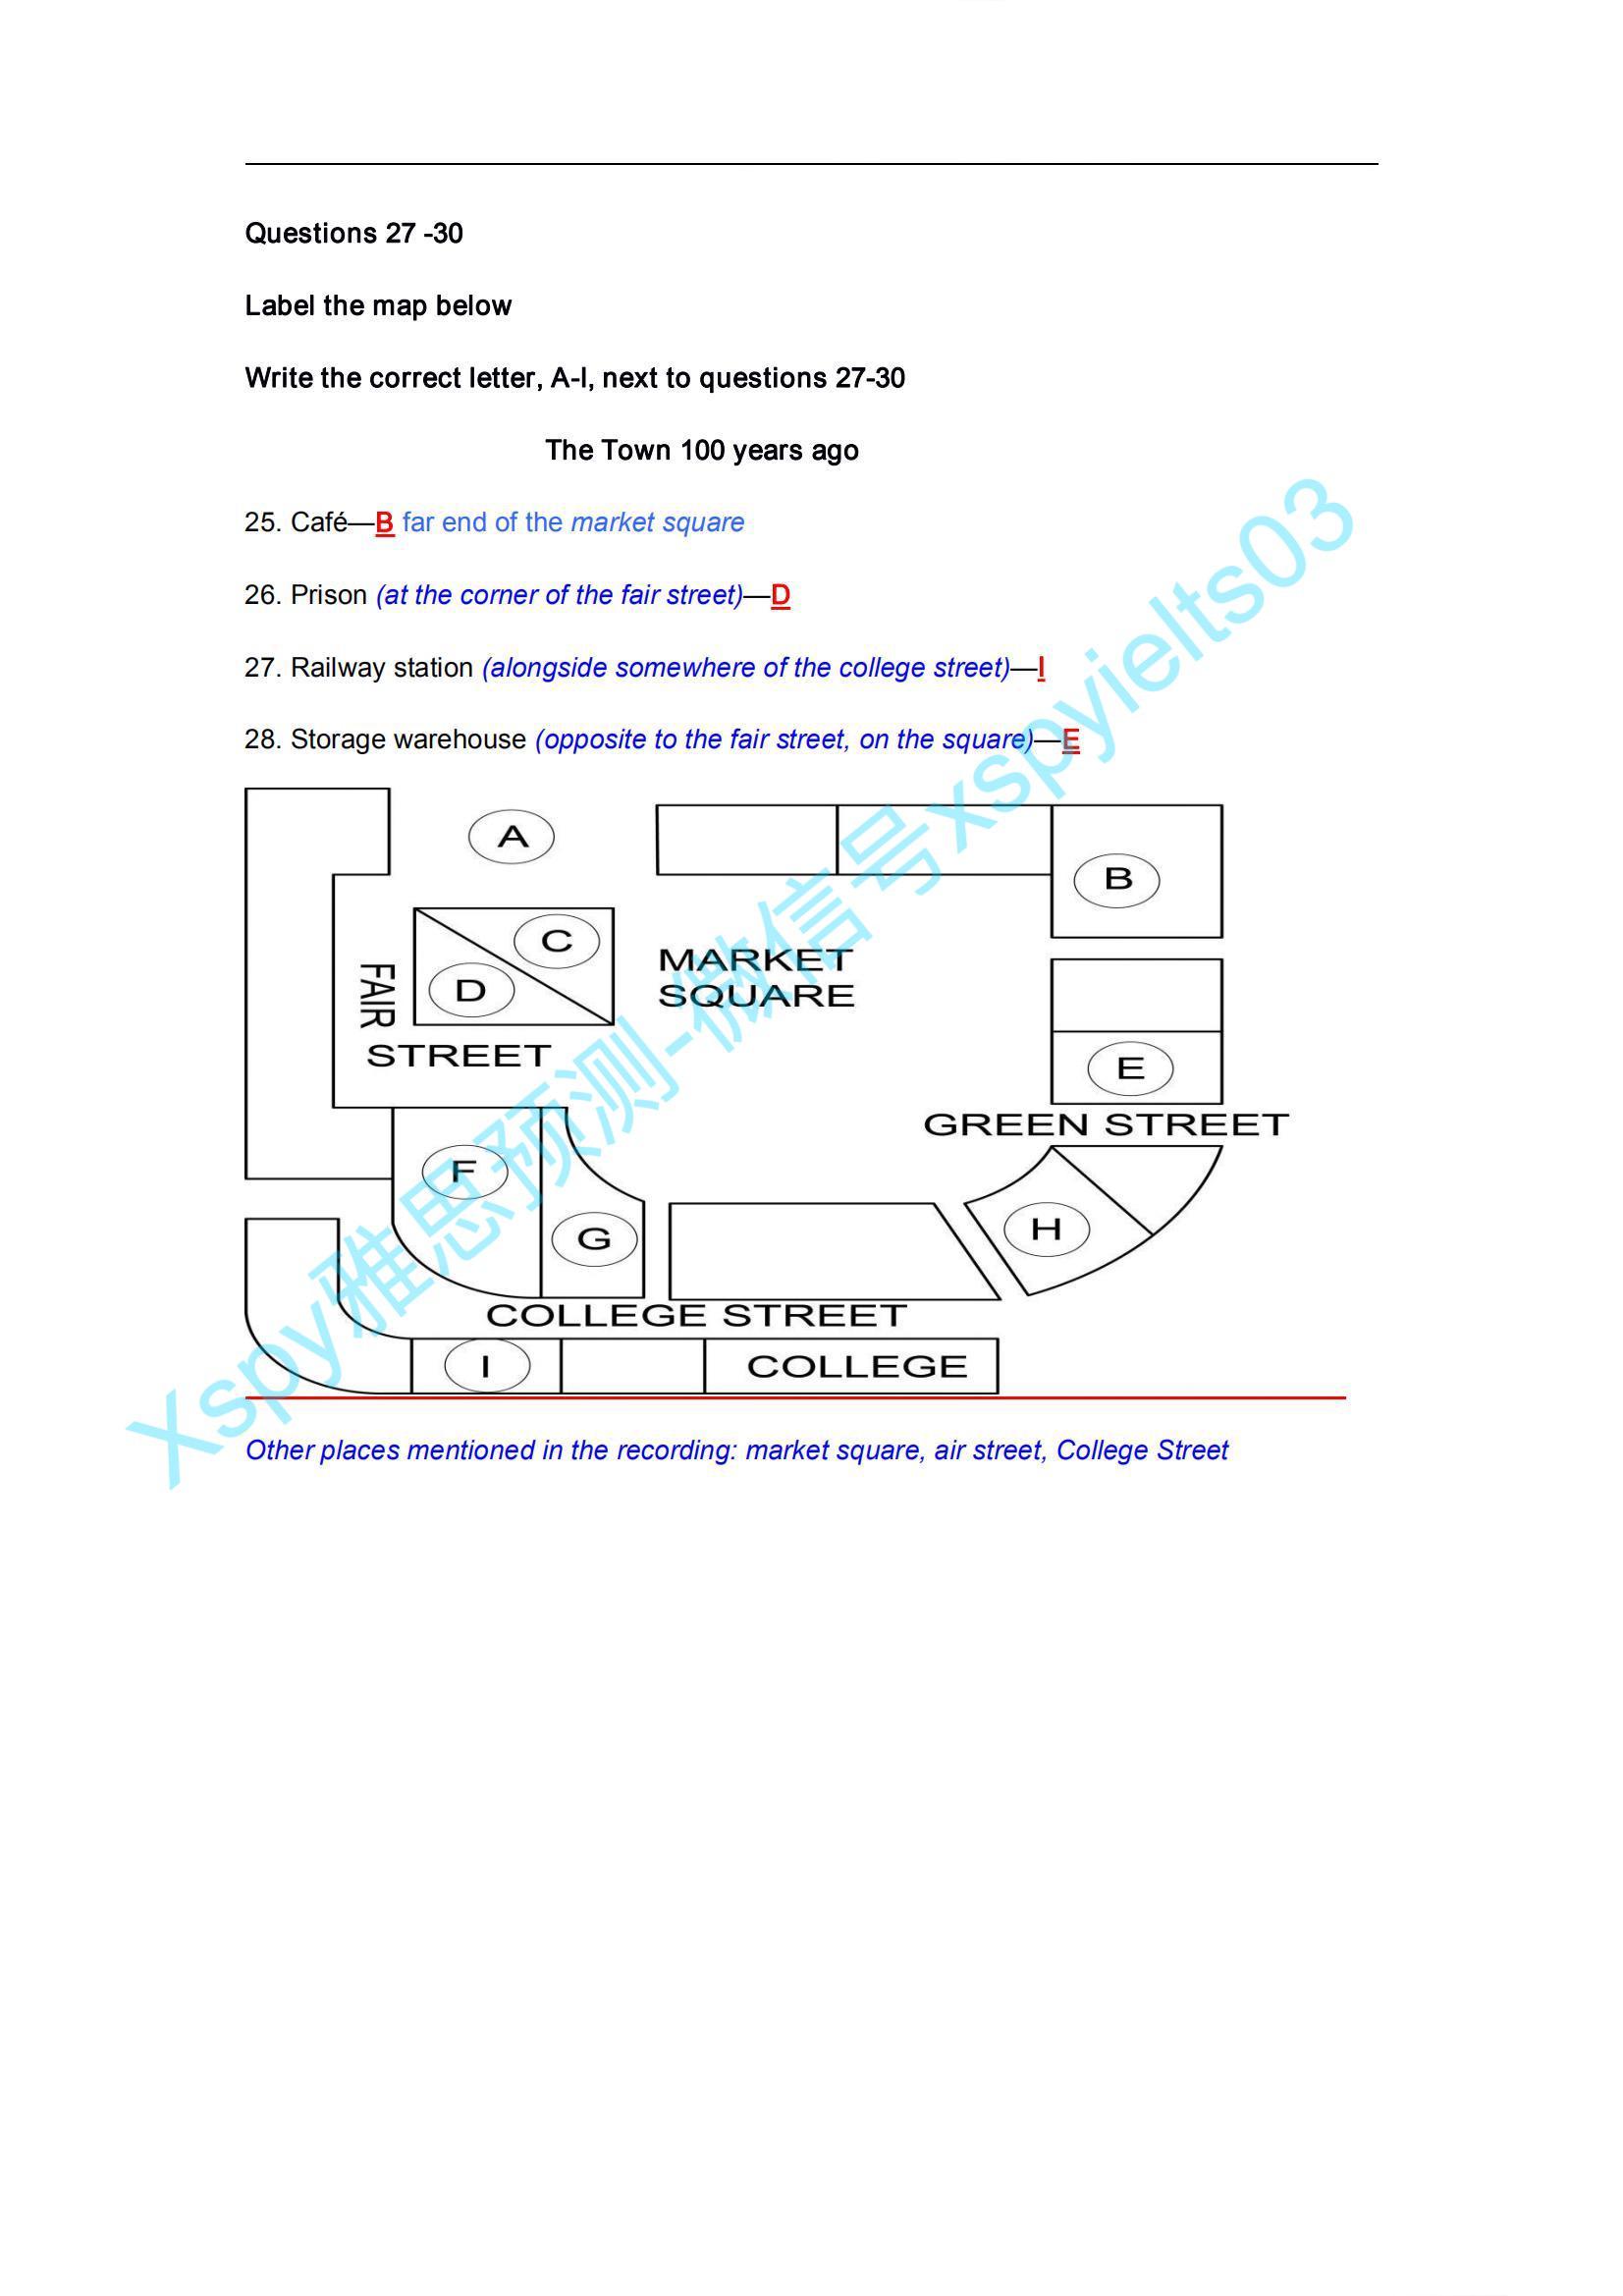 Questions 27 -30
Label the map below
Write the correct letter, A-I, next to questions 27-30
The Town 100 years ago
25. Café—B far end of the market square
26. Prison (at the corner of the fair street)—D
27. Railway station (alongside somewhere of the college street)—I
28. Storage warehouse (opposite to the fair street, on the square)—E
A
B
C
D
MARKET
SQUARE
FAIR
STREET
E
GREEN STREET
F
G
H
COLLEGE STREET
I
COLLEGE
Other places mentioned in the recording: market square, air street, College Street
Xspy雅思预测-微信号xspyielts03